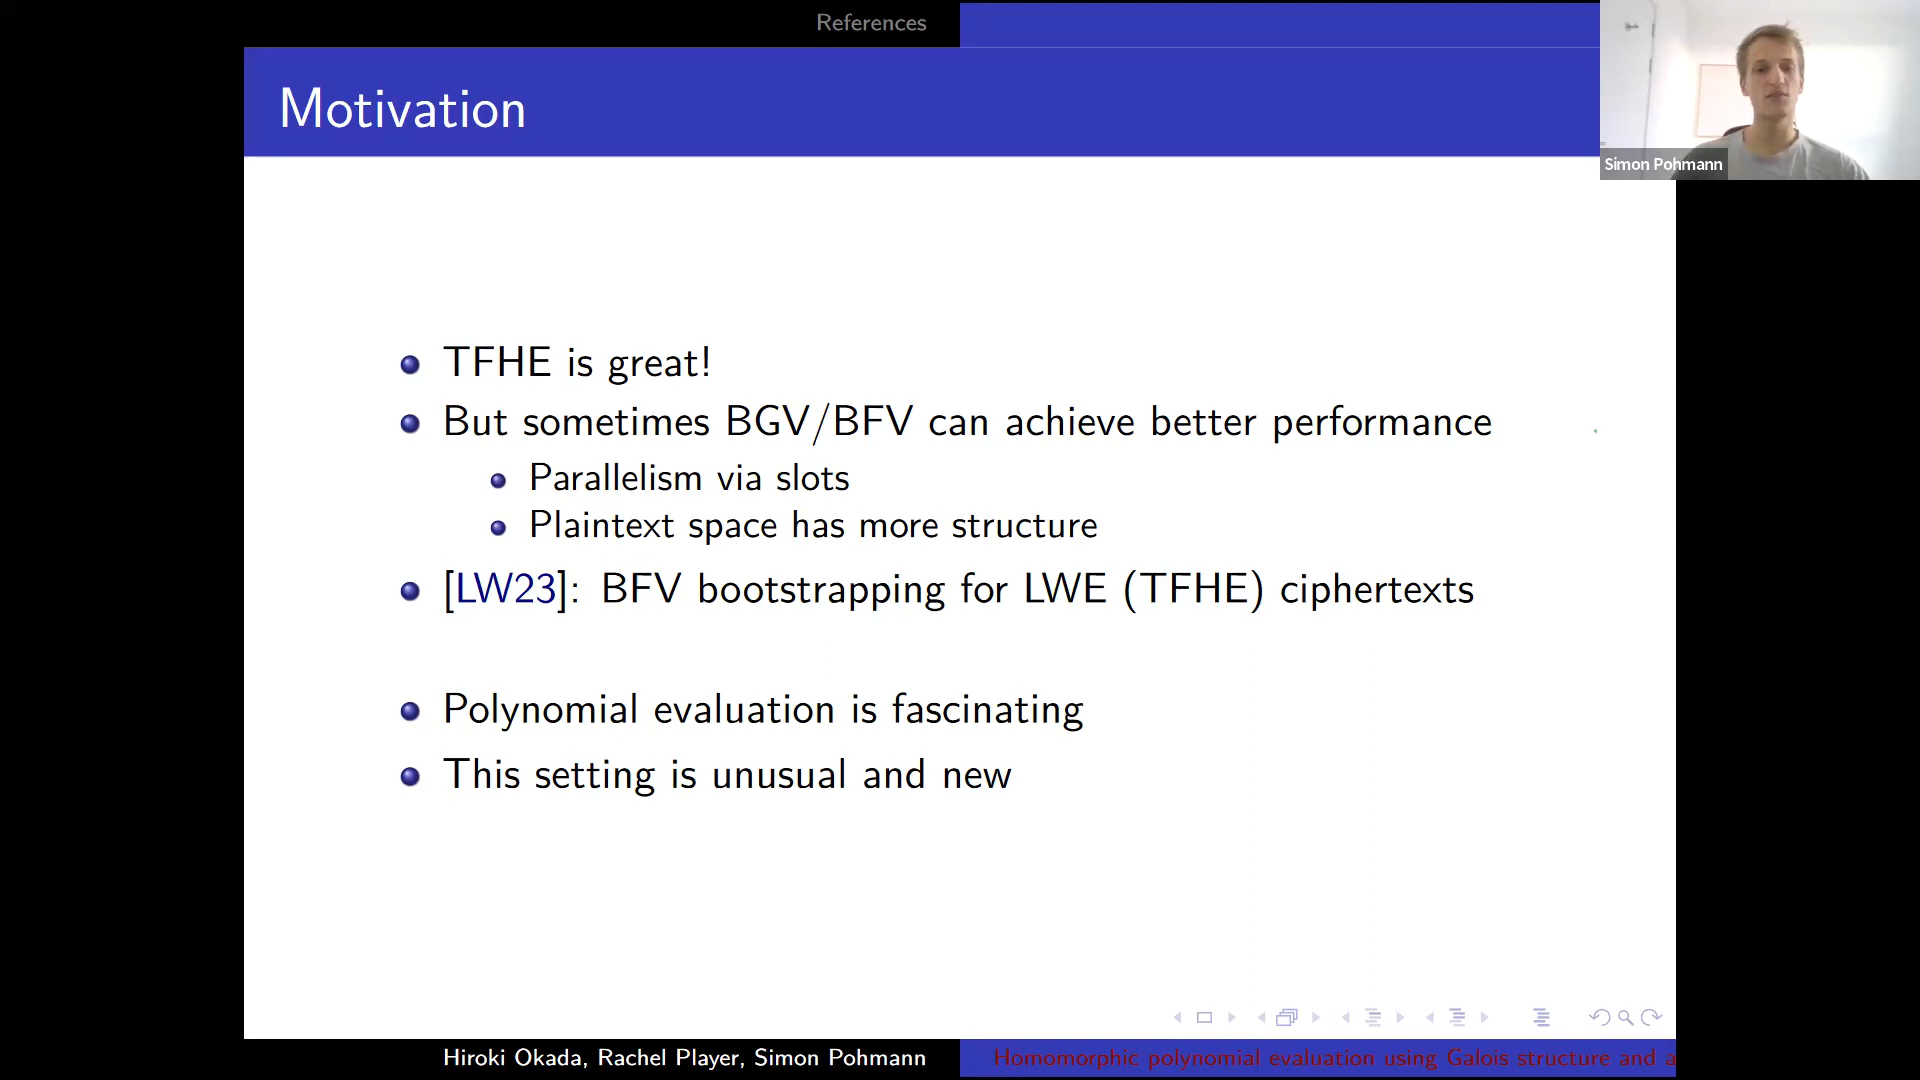 References
Motivation
Simon Pohmann
TFHE is great!
But sometimes BGV/BFV can achieve better performance
Parallelism via slots
Plaintext space has more structure
[LW23]: BFV bootstrapping for LWE (TFHE) ciphertexts
Polynomial evaluation is fascinating
This setting is unusual and new
Hiroki Okada, Rachel Player, Simon Pohmann
Homomorphic polynomial evaluation using Galois structure and a